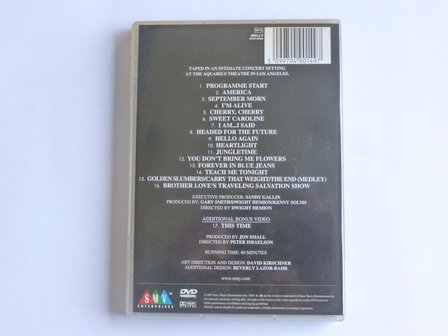 TAPED IN AN INTIMATE CONCERT SETTING
AT THE AQUARIUS THEATRE IN LOS ANGELES.
1. PROGRAMME START
2. AMERICA
3. SEPTEMBER MORN
4. I'M ALIVE
5. CHERRY, CHERRY
6. SWEET CAROLINE
7. I AM...I SAID
8. HEADED FOR THE FUTURE
9. HELLO AGAIN
10. HEARTLIGHT
11. JUNGLETIME
12. YOU DON'T BRING ME FLOWERS
13. FOREVER IN BLUE JEANS
14. TEACH ME TONIGHT
15. GOLDEN SLUMBERS/CARRY THAT WEIGHT/THE END (MEDLEY)
16. BROTHER LOVE'S TRAVELING SALVATION SHOW
EXECUTIVE PRODUCER: SANDY GALLIN
PRODUCED BY: GARY SMITH/DWIGHT HEMION/KENNY SOLMS
DIRECTED BY DWIGHT HEMION
ADDITIONAL BONUS VIDEO
17. THIS TIME
PRODUCED BY JON SMALL
DIRECTED BY PETER ISRAELSON
RUNNING TIME: 60 MINUTES
www.smv.com
ART DIRECTION AND DESIGN: DAVID KIRSCHNER
ADDITIONAL DESIGN: BEVERLY LAZOR-BAHR
SMV
ENTERPRISES
DVD